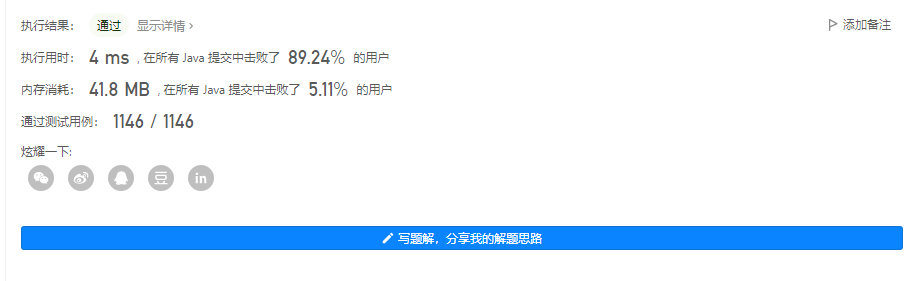 执行结果： 通过 显示详情 › 添加备注
执行用时： 4 ms , 在所有 Java 提交中击败了 89.24% 的用户
内存消耗： 41.8 MB , 在所有 Java 提交中击败了 5.11% 的用户
通过测试用例： 1146 / 1146
炫耀一下:
豆 in
写题解，分享我的解题思路